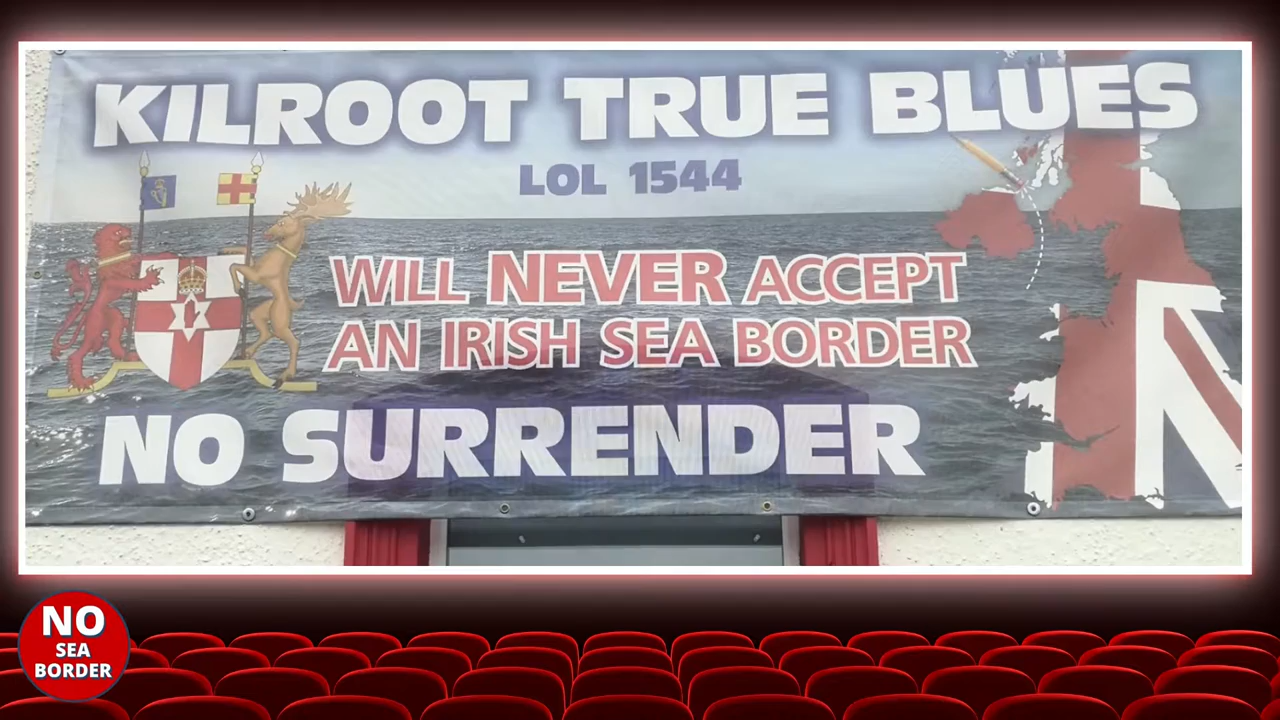 KILROOT TRUE BLUES
LOL 1544
WILL NEVER ACCEPT
AN IRISH SEA BORDER
NO SURRENDER
NO
SEA
BORDER